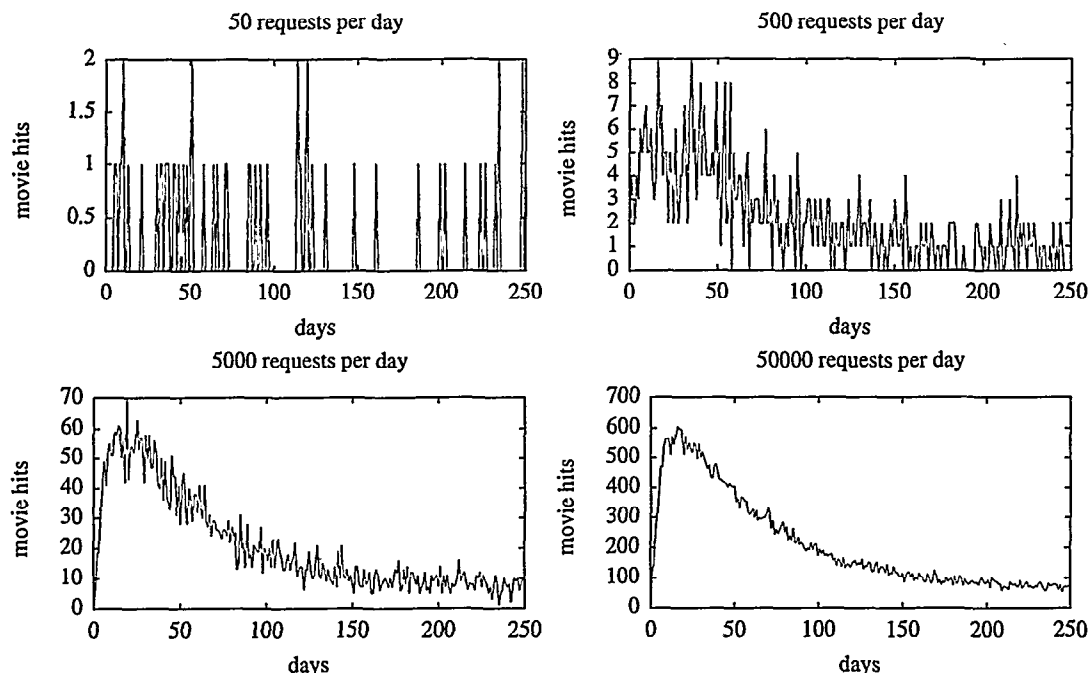 50 requests per day
movie hits
2
1.5
1
0.5
0
0 50 100 150 200 250
days
500 requests per day
movie hits
9
8
7
6
5
4
3
2
1
0
0 50 100 150 200 250
days
5000 requests per day
movie hits
70
60
50
40
30
20
10
0
0 50 100 150 200 250
days
50000 requests per day
movie hits
700
600
500
400
300
200
100
0
0 50 100 150 200 250
days